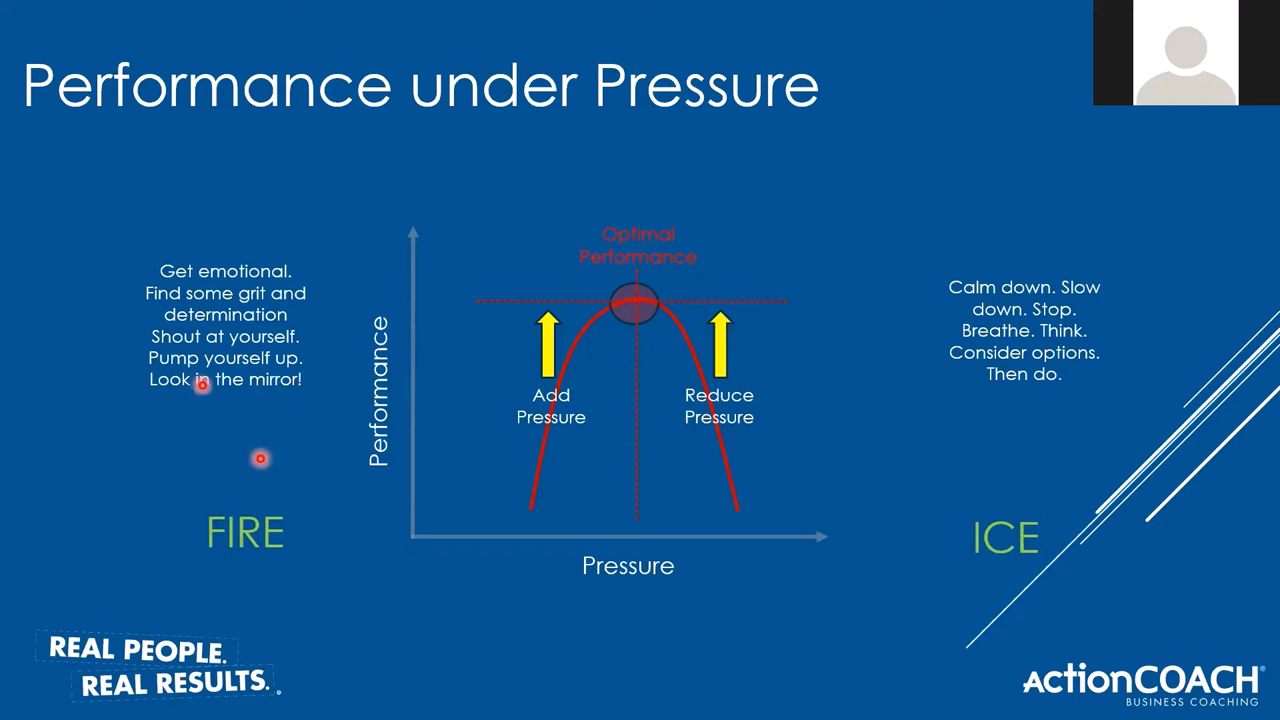 Performance under Pressure
Get emotional.
Find some grit and
determination
Shout at yourself.
Pump yourself up.
Look in the mirror!
FIRE
Performance
Optimal
Performance
Add
Pressure
Reduce
Pressure
Pressure
Calm down. Slow
down. Stop.
Breathe. Think.
Consider options.
Then do.
ICE
REAL PEOPLE.
REAL RESULTS.®
ActionCOACH®
BUSINESS COACHING